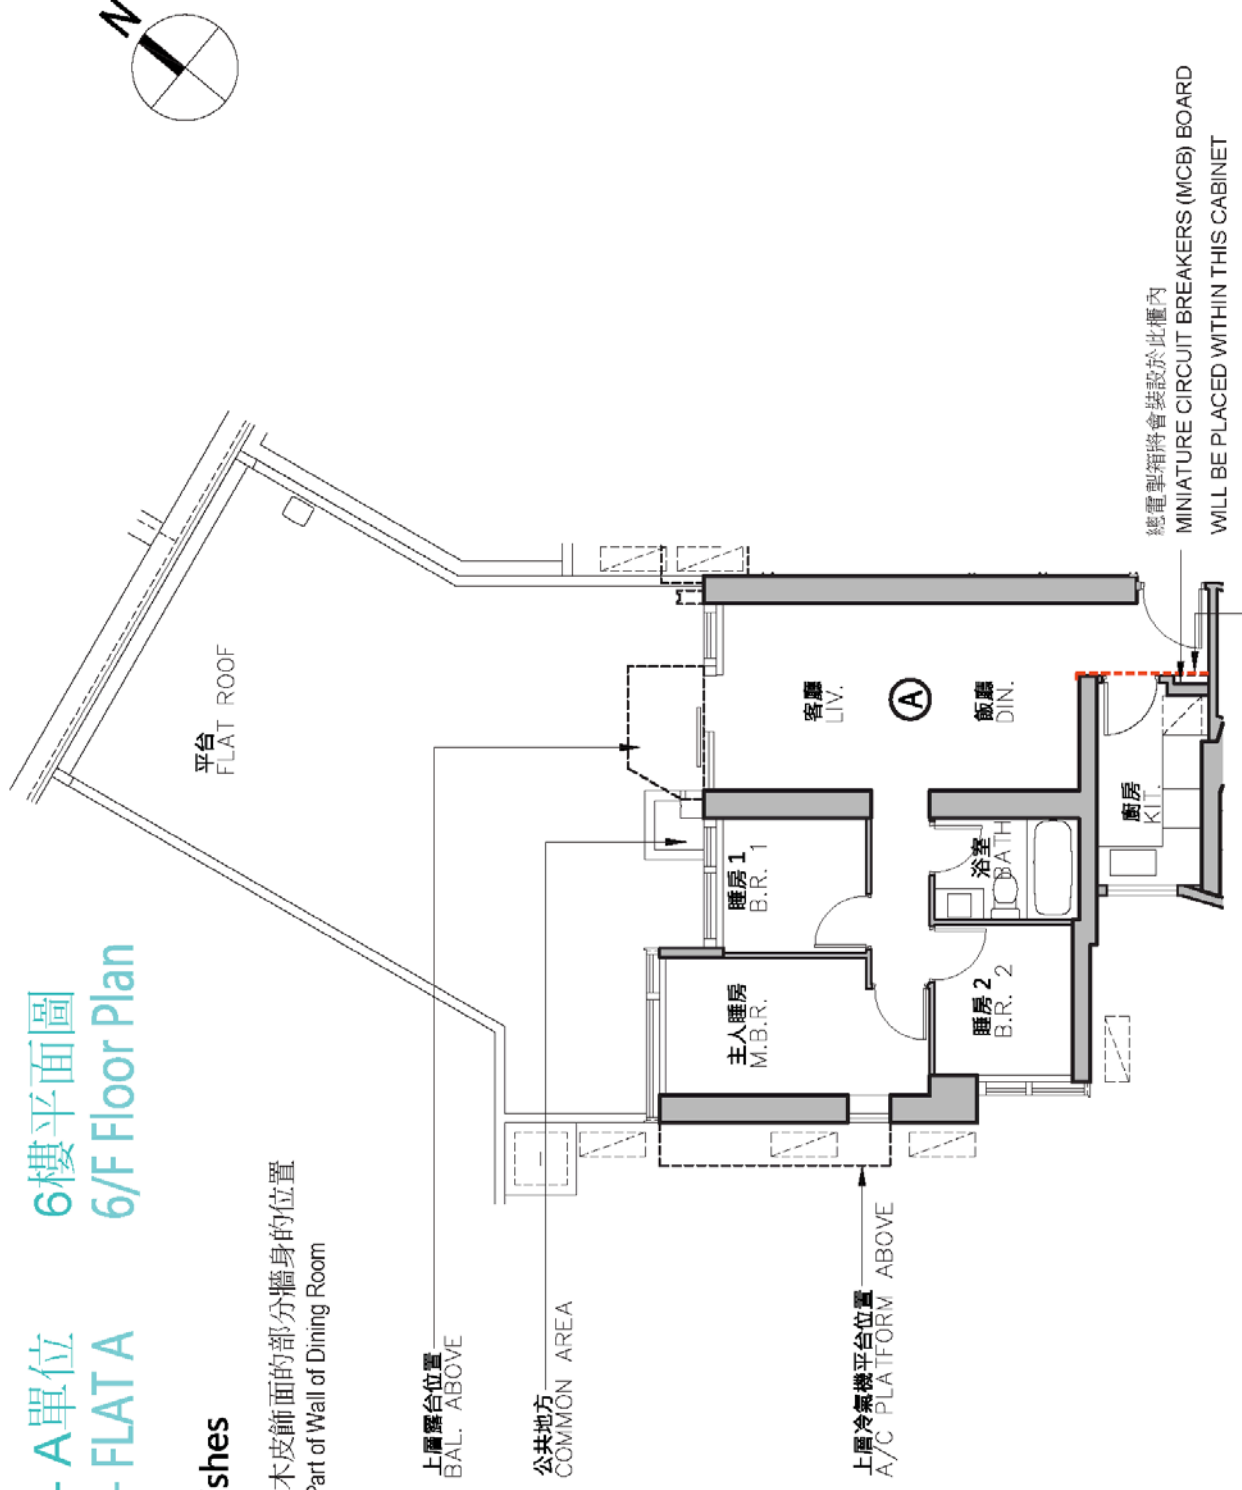 A單位 6樓平面圖
- FLAT A 6/F Floor Plan
shes
木皮飾面的部分牆身的位置
Part of Wall of Dining Room
N
平台
FLAT ROOF
上層露台位置
BAL. ABOVE
公共地方
COMMON AREA
上層冷氣機平台位置
A/C PLATFORM ABOVE
睡房 1
B.R. 1
主人睡房
M.B.R.
睡房 2
B.R. 2
浴室
BATH
客廳
LIV.
A
飯廳
DIN.
廚房
KIT.
總電掣箱將會裝設於此櫃內
MINIATURE CIRCUIT BREAKERS (MCB) BOARD
WILL BE PLACED WITHIN THIS CABINET